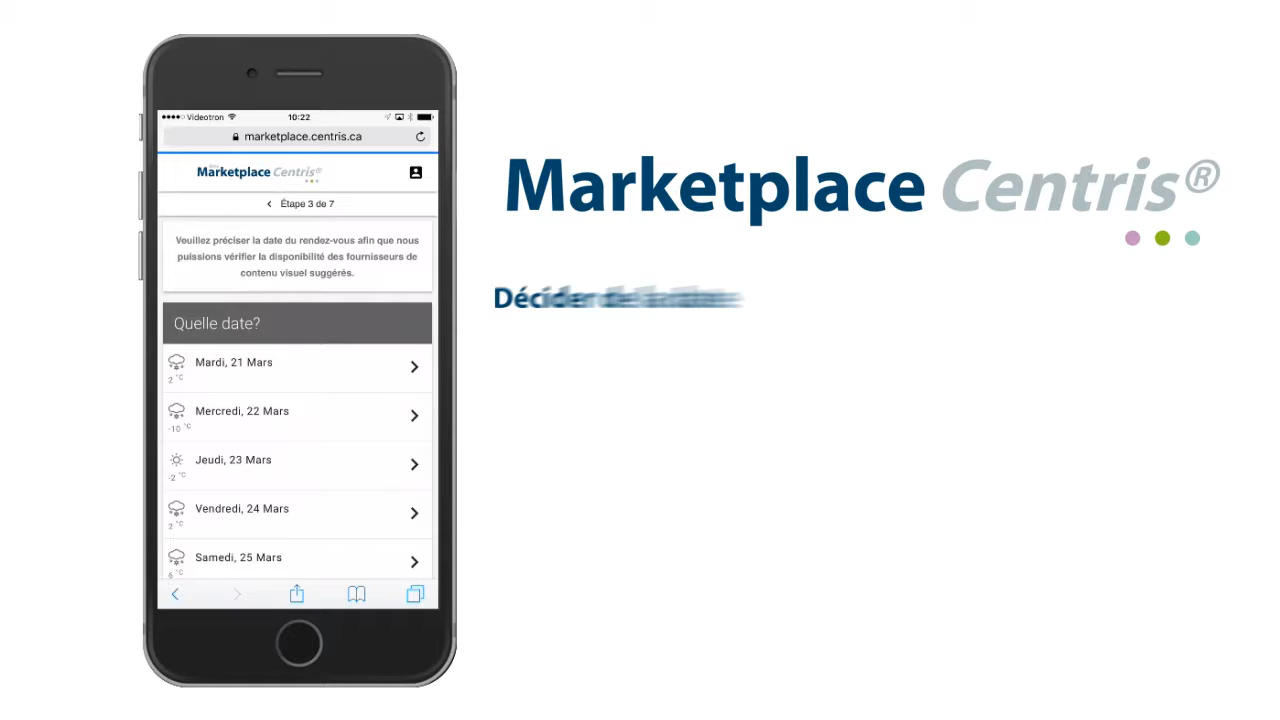 Videotron
10:22
marketplace.centris.ca
Marketplace Centris®
Étape 3 de 7
Veuillez préciser la date du rendez-vous afin que nous
puissions vérifier la disponibilité des fournisseurs de
contenu visuel suggérés.
Quelle date?
Mardi, 21 Mars
2 °C
Mercredi, 22 Mars
-10 °C
Jeudi, 23 Mars
-2 °C
Vendredi, 24 Mars
2 °C
Samedi, 25 Mars
6 °C
Marketplace Centris®
Décider de